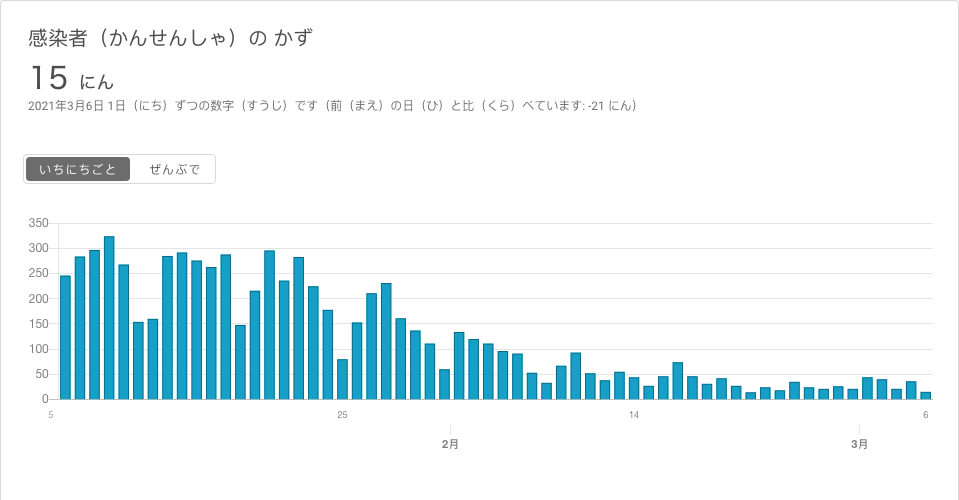 感染者（かんせんしゃ）の かず
15 にん
2021年3月6日 1日（にち）ずつの数字（すうじ）です（前（まえ）の日（ひ）と比（くら）べています: -21 にん）
いちにちごと ぜんぶで
350
300
250
200
150
100
50
0
5 25 14 6
2月 3月